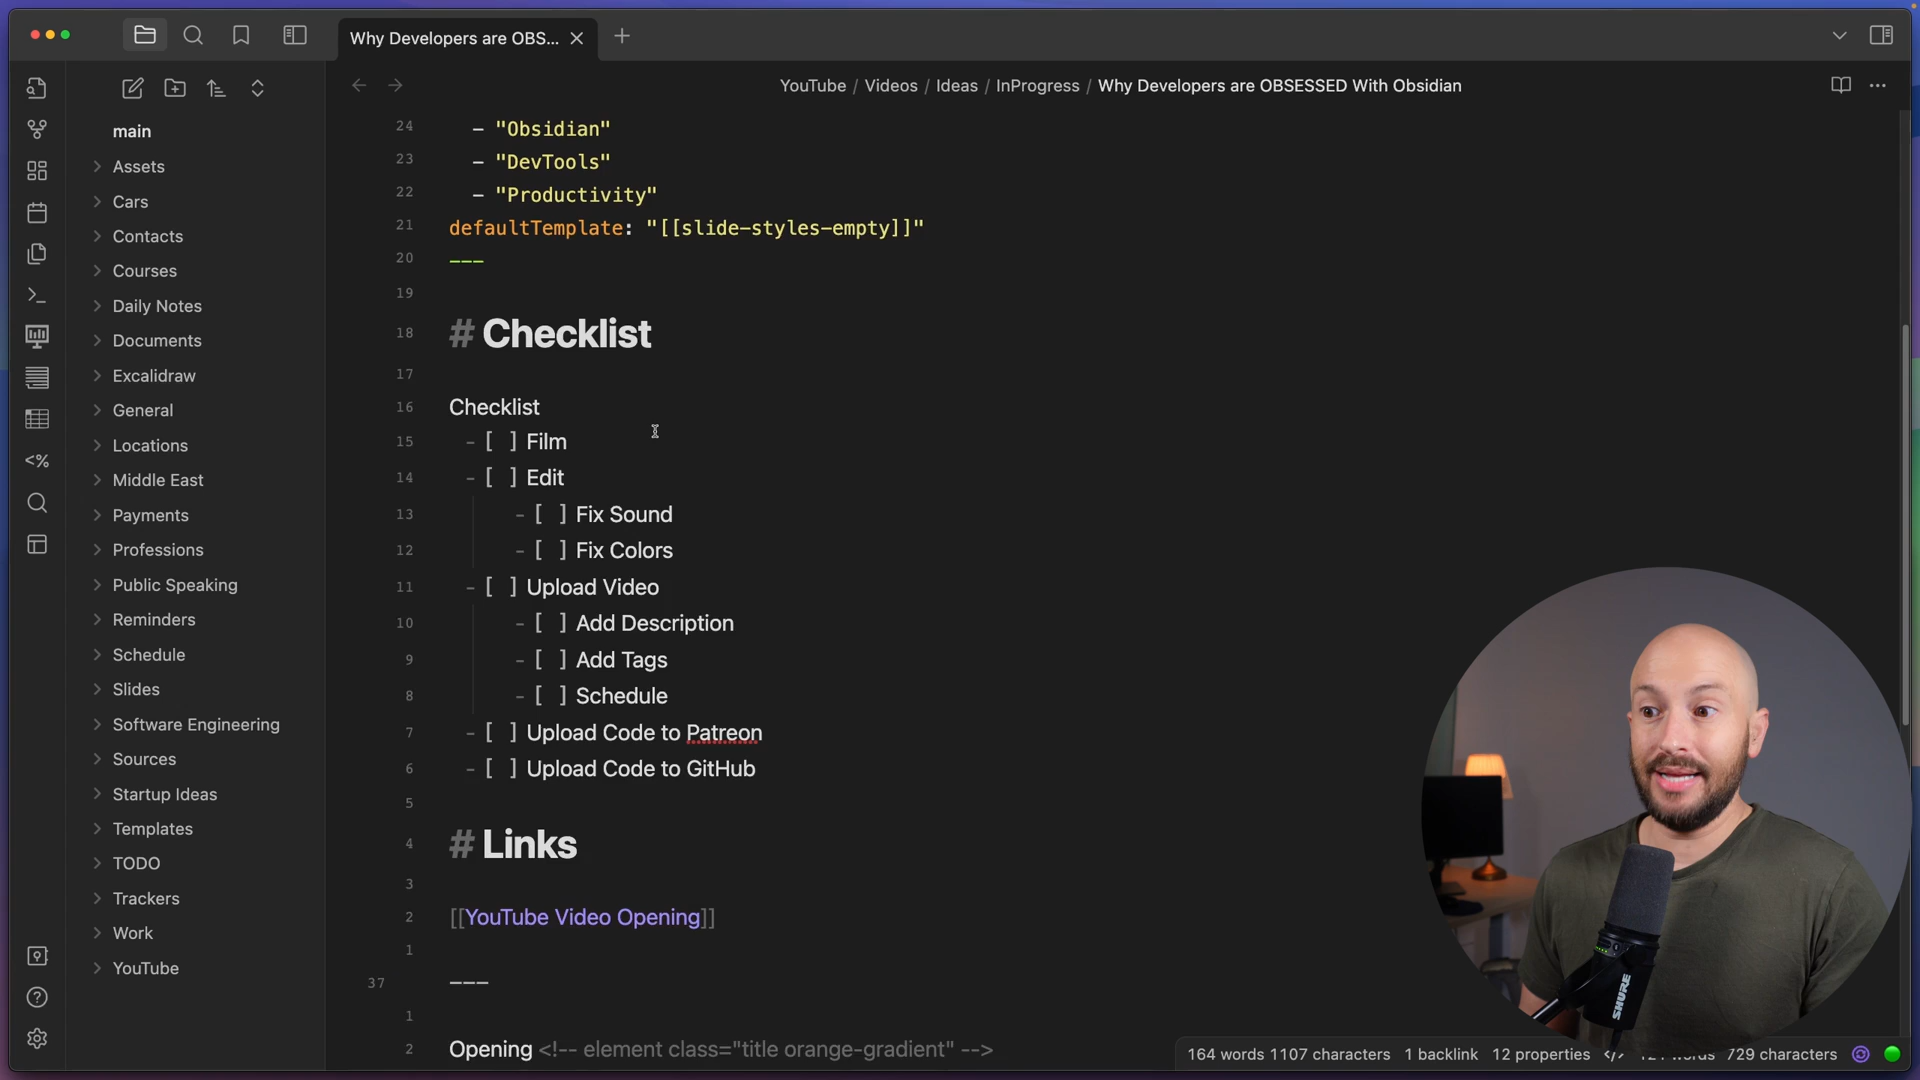 Why Developers are OBS...
YouTube / Videos / Ideas / InProgress / Why Developers are OBSESSED With Obsidian
main
Assets
Cars
Contacts
Courses
Daily Notes
Documents
Excalidraw
General
Locations
Middle East
Payments
Professions
Public Speaking
Reminders
Schedule
Slides
Software Engineering
Sources
Startup Ideas
Templates
TODO
Trackers
Work
YouTube
24 - "Obsidian"
23 - "DevTools"
22 - "Productivity"
21 defaultTemplate: "[[slide-styles-empty]]"
20 ---
19
18 # Checklist
17
16 Checklist
15 - [ ] Film
14 - [ ] Edit
13 - [ ] Fix Sound
12 - [ ] Fix Colors
11 - [ ] Upload Video
10 - [ ] Add Description
9 - [ ] Add Tags
8 - [ ] Schedule
7 - [ ] Upload Code to Patreon
6 - [ ] Upload Code to GitHub
5
4 # Links
3
2 [[YouTube Video Opening]]
1
37 ---
1
2 Opening <!-- element class="title orange-gradient" -->
SHURE
164 words 1107 characters 1 backlink 12 properties words 729 characters